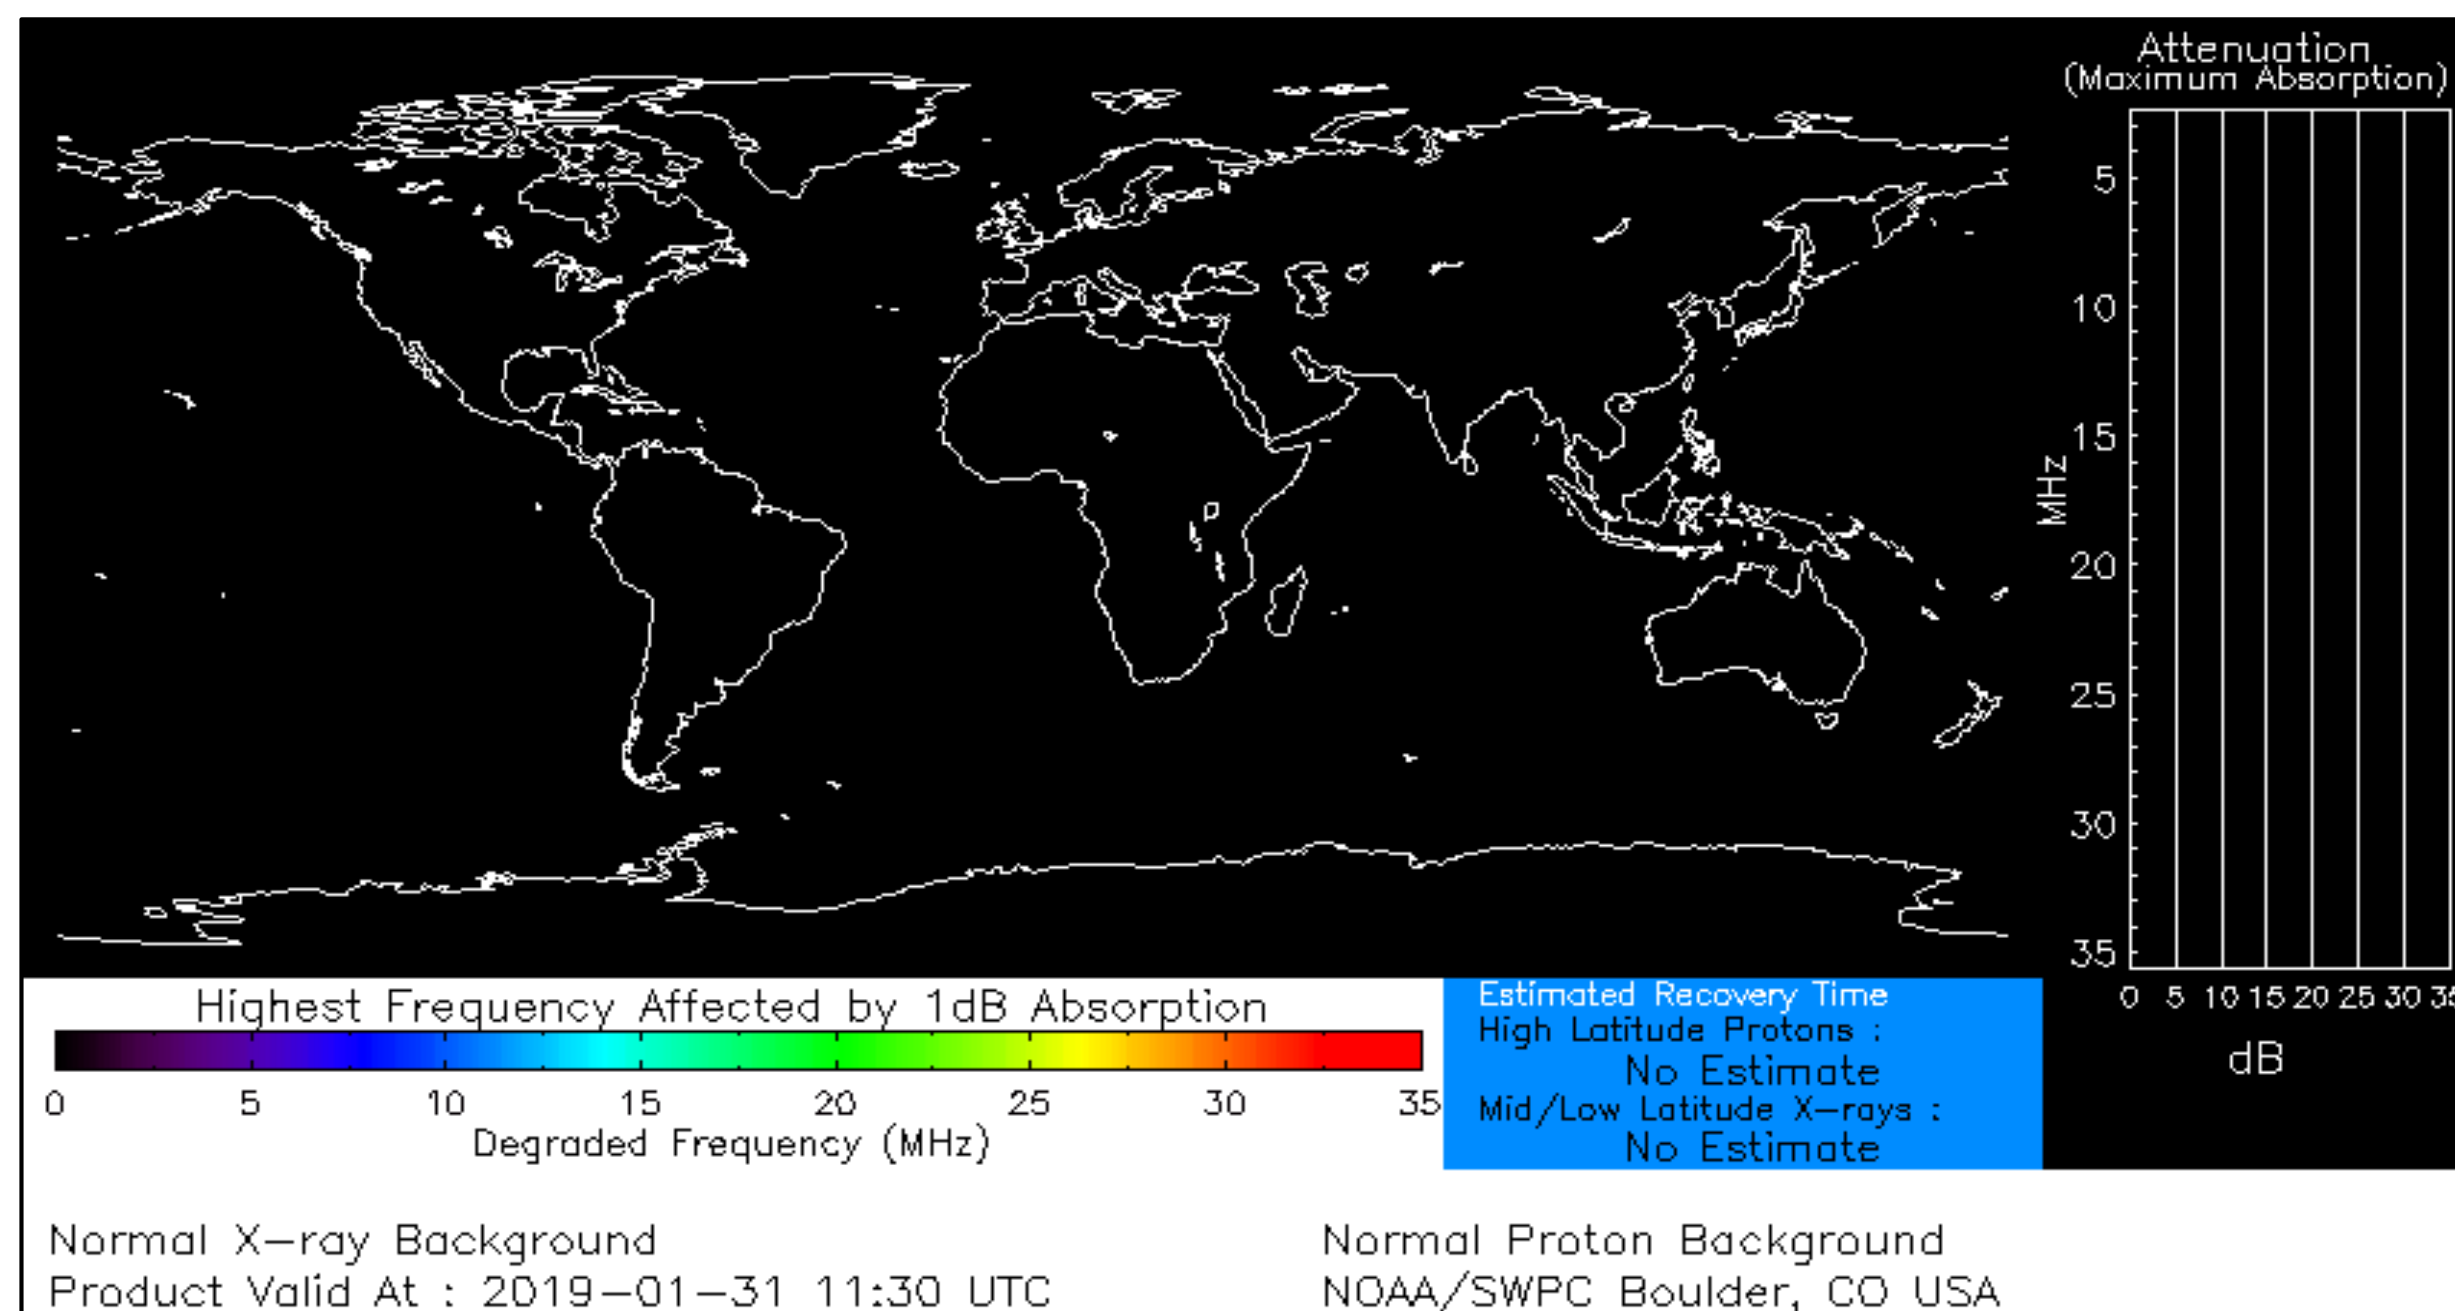 Attenuation
(Maximum Absorption)
5
10
15
20
25
30
35
MHz
0 5 10 15 20 25 30 35
dB
Highest Frequency Affected by 1dB Absorption
0 5 10 15 20 25 30 35
Degraded Frequency (MHz)
Estimated Recovery Time
High Latitude Protons :
No Estimate
Mid/Low Latitude X-rays :
No Estimate
Normal X-ray Background
Normal Proton Background
Product Valid At : 2019-01-31 11:30 UTC
NOAA/SWPC Boulder, CO USA